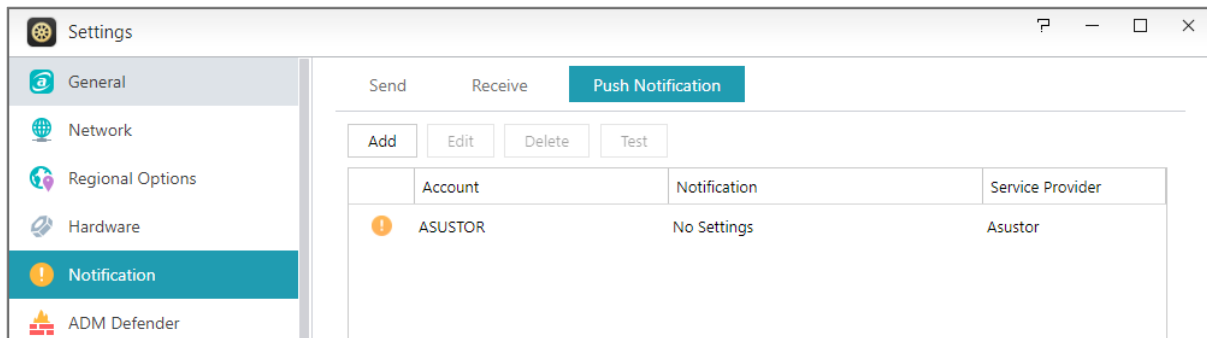 Settings
General
Network
Regional Options
Hardware
Notification
ADM Defender
Send Receive Push Notification
Add Edit Delete Test
Account Notification Service Provider
ASUSTOR No Settings Asustor